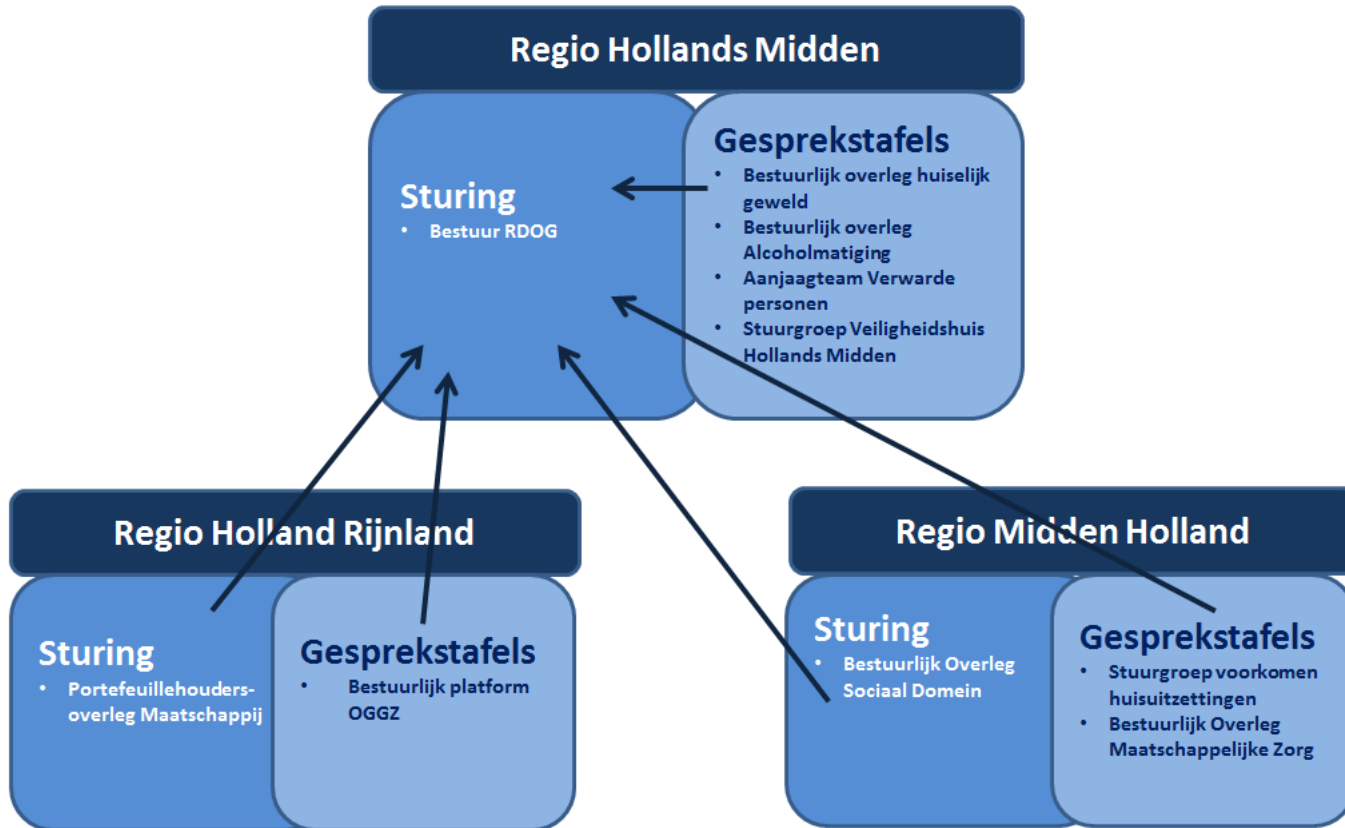 Regio Hollands Midden
Sturing
• Bestuur RDOG
Gesprekstafels
• Bestuurlijk overleg huiselijk
geweld
• Bestuurlijk overleg
Alcoholmatiging
• Aanjaagteam Verwarde
personen
• Stuurgroep Veiligheidshuis
Hollands Midden
Regio Holland Rijnland
Sturing
• Portefeuillehouders-
overleg Maatschappij
Gesprekstafels
• Bestuurlijk platform
OGGZ
Regio Midden Holland
Sturing
• Bestuurlijk Overleg
Sociaal Domein
Gesprekstafels
• Stuurgroep voorkomen
huisuitzettingen
• Bestuurlijk Overleg
Maatschappelijke Zorg